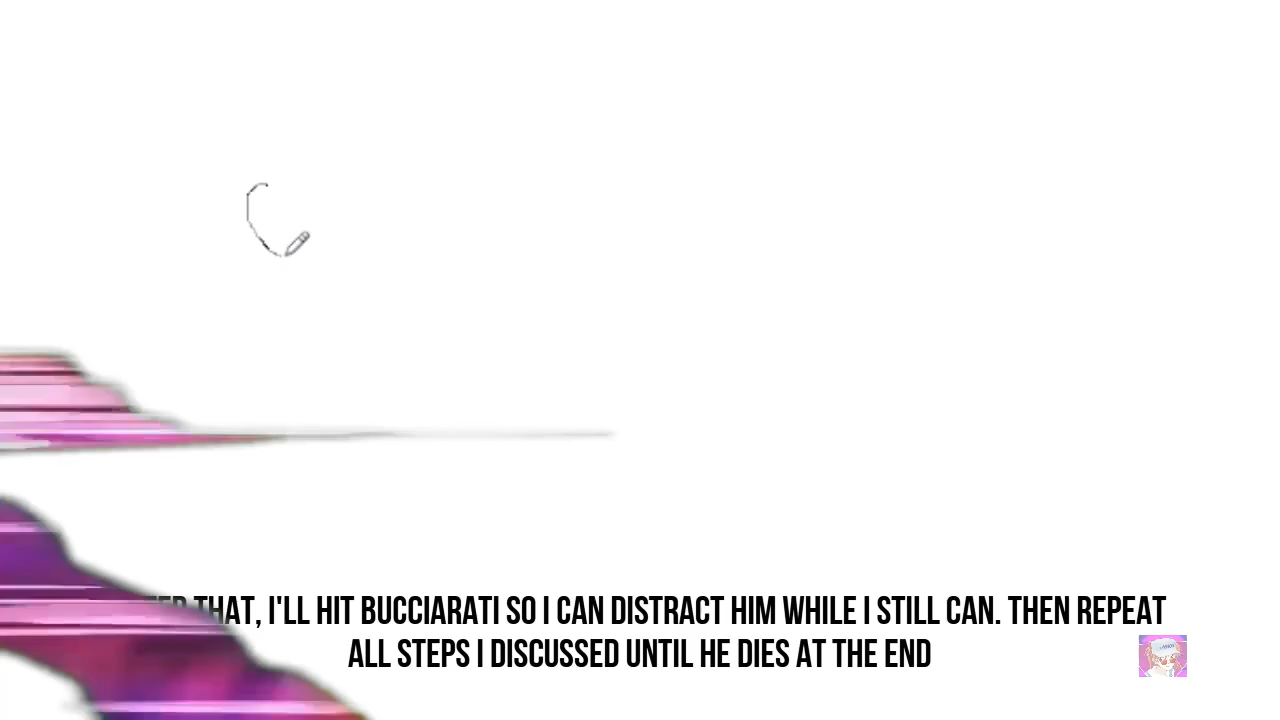 THAT, I'LL HIT BUCCIARATI SO I CAN DISTRACT HIM WHILE I STILL CAN. THEN REPEAT
ALL STEPS I DISCUSSED UNTIL HE DIES AT THE END